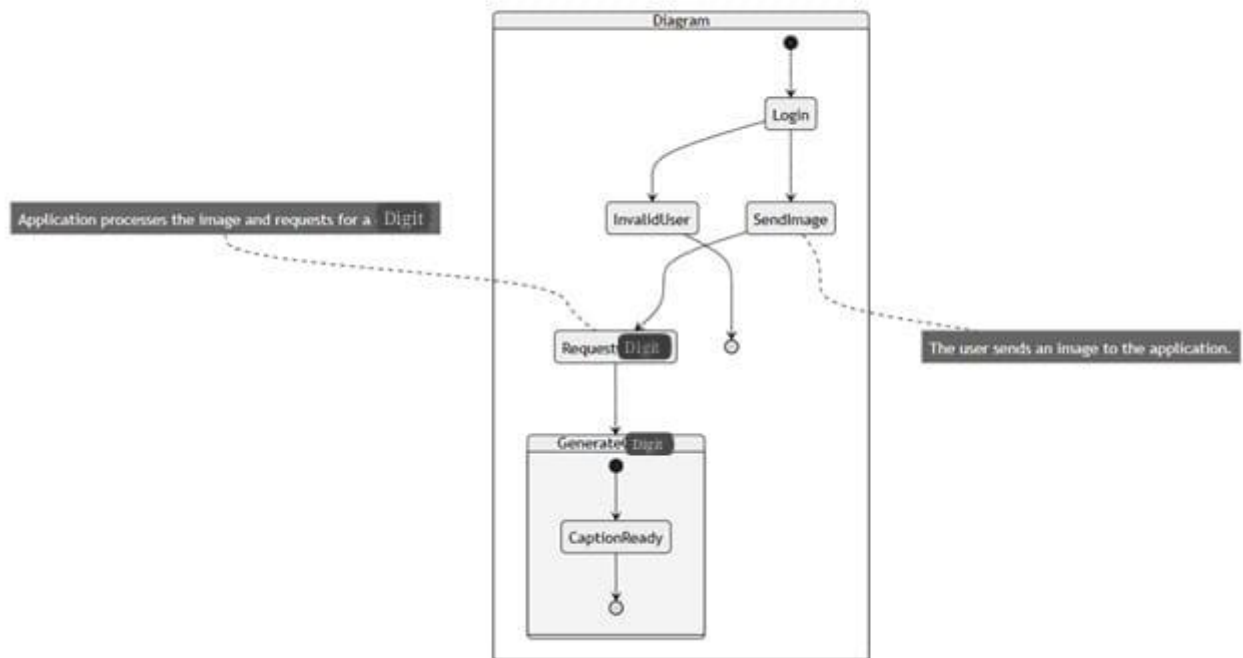 Diagram
Login
InvalidUser
SendImage
Application processes the image and requests for a Digit
Request Digit
The user sends an image to the application.
Generate Digit
CaptionReady